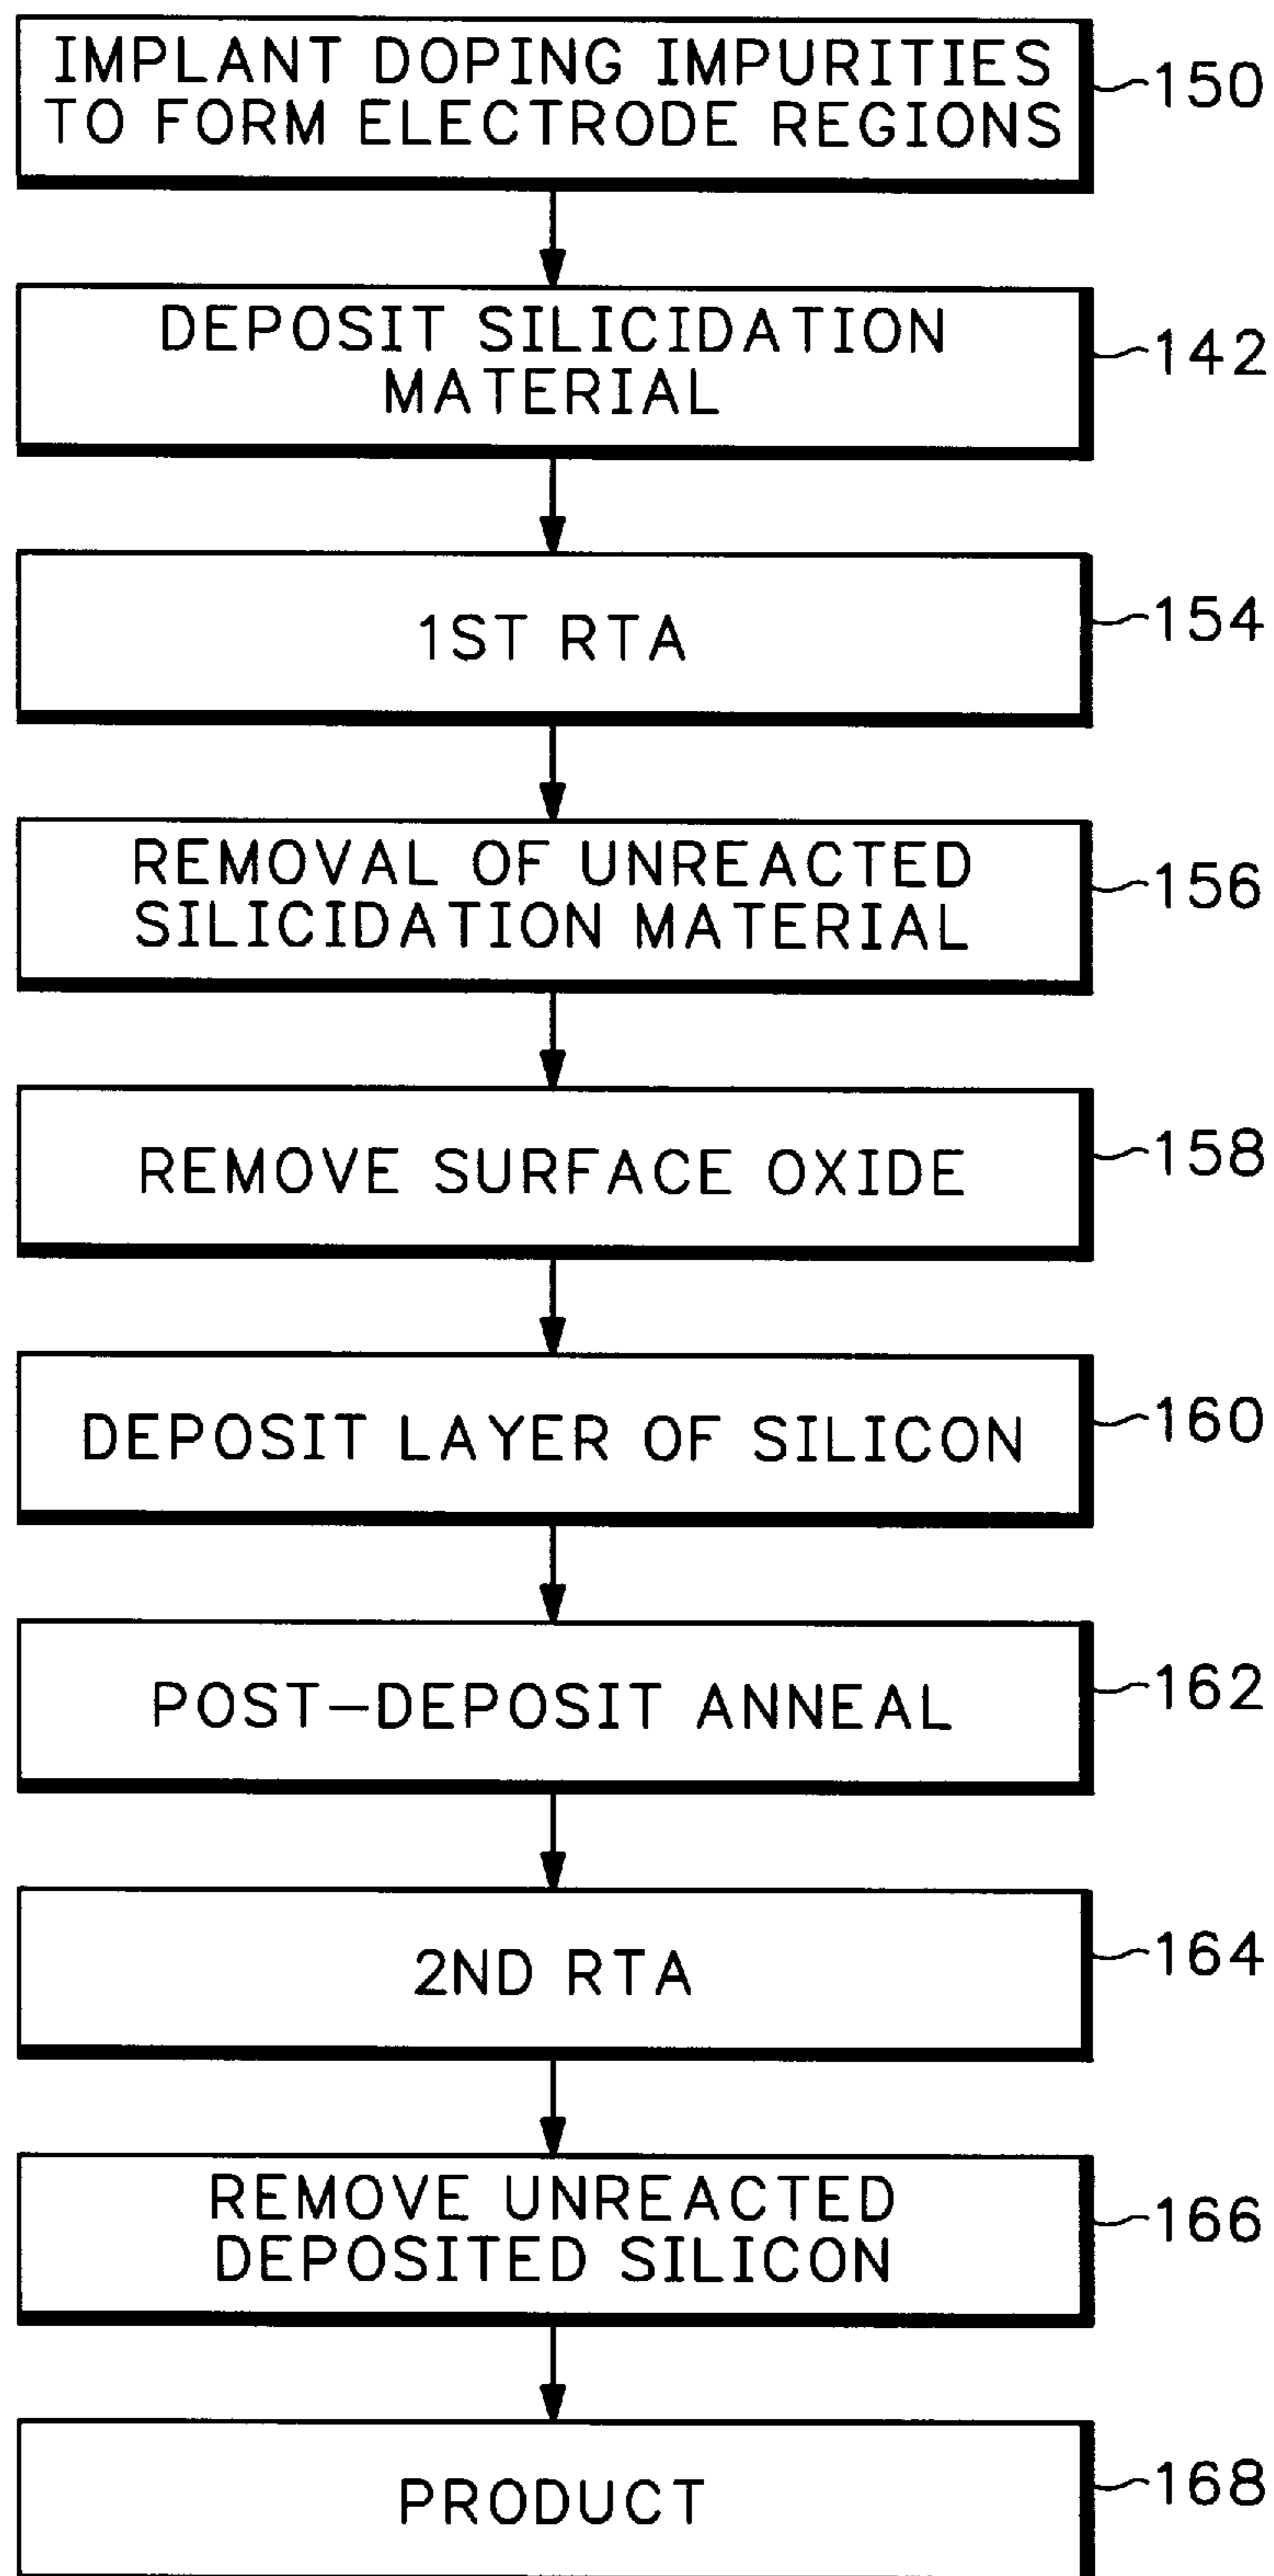 IMPLANT DOPING IMPURITIES
TO FORM ELECTRODE REGIONS
150
DEPOSIT SILICIDATION
MATERIAL
142
1ST RTA
154
REMOVAL OF UNREACTED
SILICIDATION MATERIAL
156
REMOVE SURFACE OXIDE
158
DEPOSIT LAYER OF SILICON
160
POST-DEPOSIT ANNEAL
162
2ND RTA
164
REMOVE UNREACTED
DEPOSITED SILICON
166
PRODUCT
168